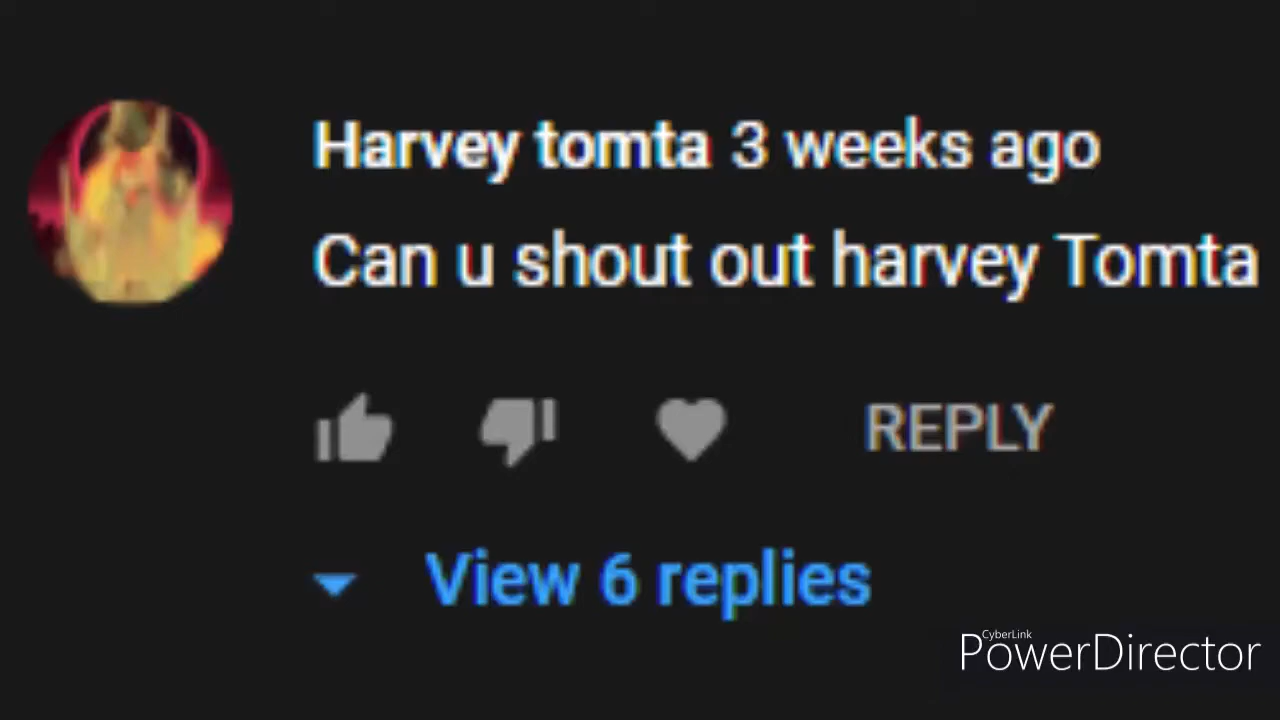 Harvey tomta 3 weeks ago
Can u shout out harvey Tomta
REPLY
View 6 replies
CyberLink
PowerDirector